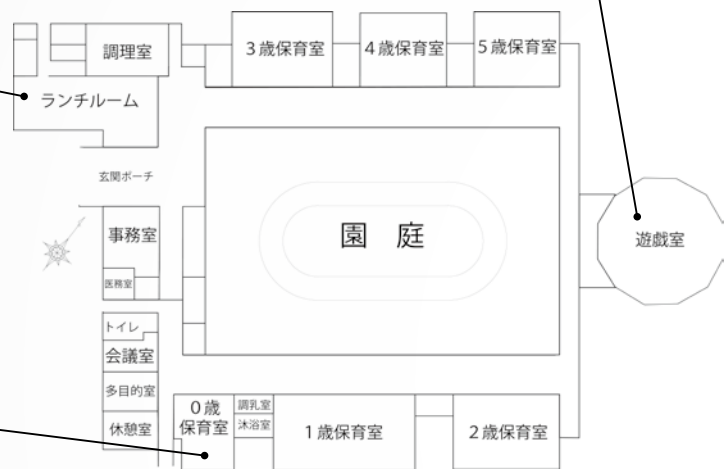 調理室
3歳保育室
4歳保育室
5歳保育室
ランチルーム
玄関ポーチ
事務室
園 庭
遊戯室
医務室
トイレ
会議室
多目的室
休憩室
0歳
保育室
調乳室
沐浴室
1歳保育室
2歳保育室